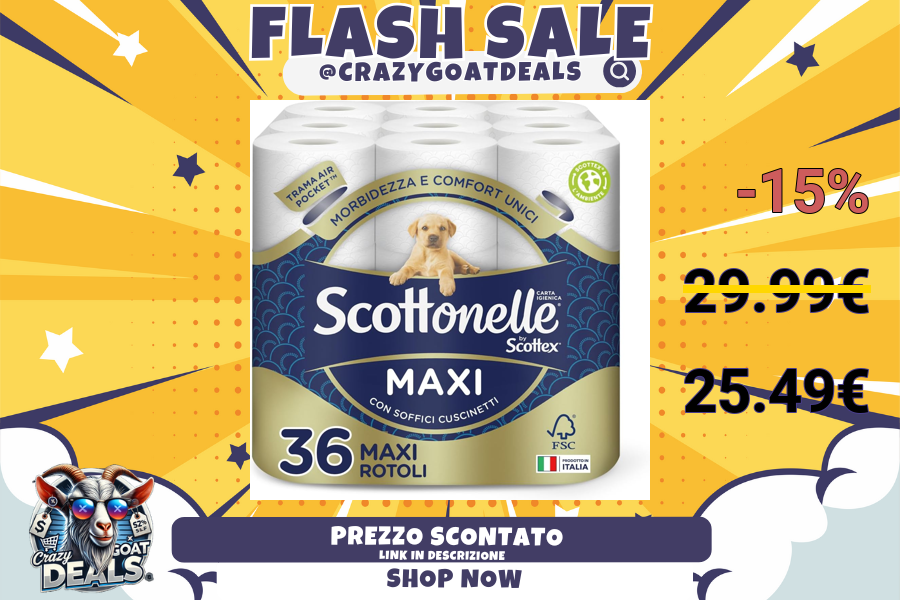 FLASH SALE
@CRAZYGOATDEALS
TRAMA AIR
POCKET™
MORBIDEZZA E COMFORT UNICI
SCOTTEX &
L'AMBIENTE
-15%
29.99€
25.49€
CARTA
IGIENICA
Scottonelle®
by
Scottex®
MAXI
CON SOFFICI CUSCINETTI
36 MAXI
ROTOLI
FSC
PRODOTTO IN
ITALIA
$
52%
GOAT
Crazy
DEALS
PREZZO SCONTATO
LINK IN DESCRIZIONE
SHOP NOW